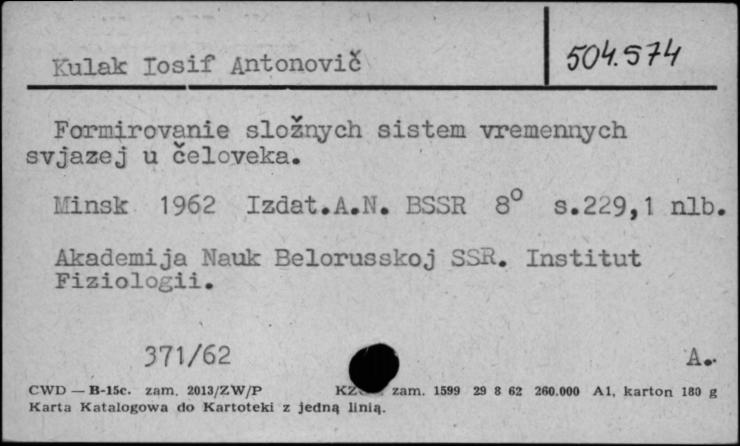 Kulak Iosif Antonovič 504.574
Formirovanie složnych sistem vremennych
svjazej u čeloveka.
Minsk 1962 Izdat.A.N. BSSR 8° s.229,1 nlb.
Akademija Nauk Belorusskoj SSR. Institut
Fiziologii.
371/62 A.
CWD — B-15c. zam. 2013/ZW/P zam. 1599 29 8 62 260.000 A1, karton 180 g
Karta Katalogowa do Kartoteki z jedną linią.